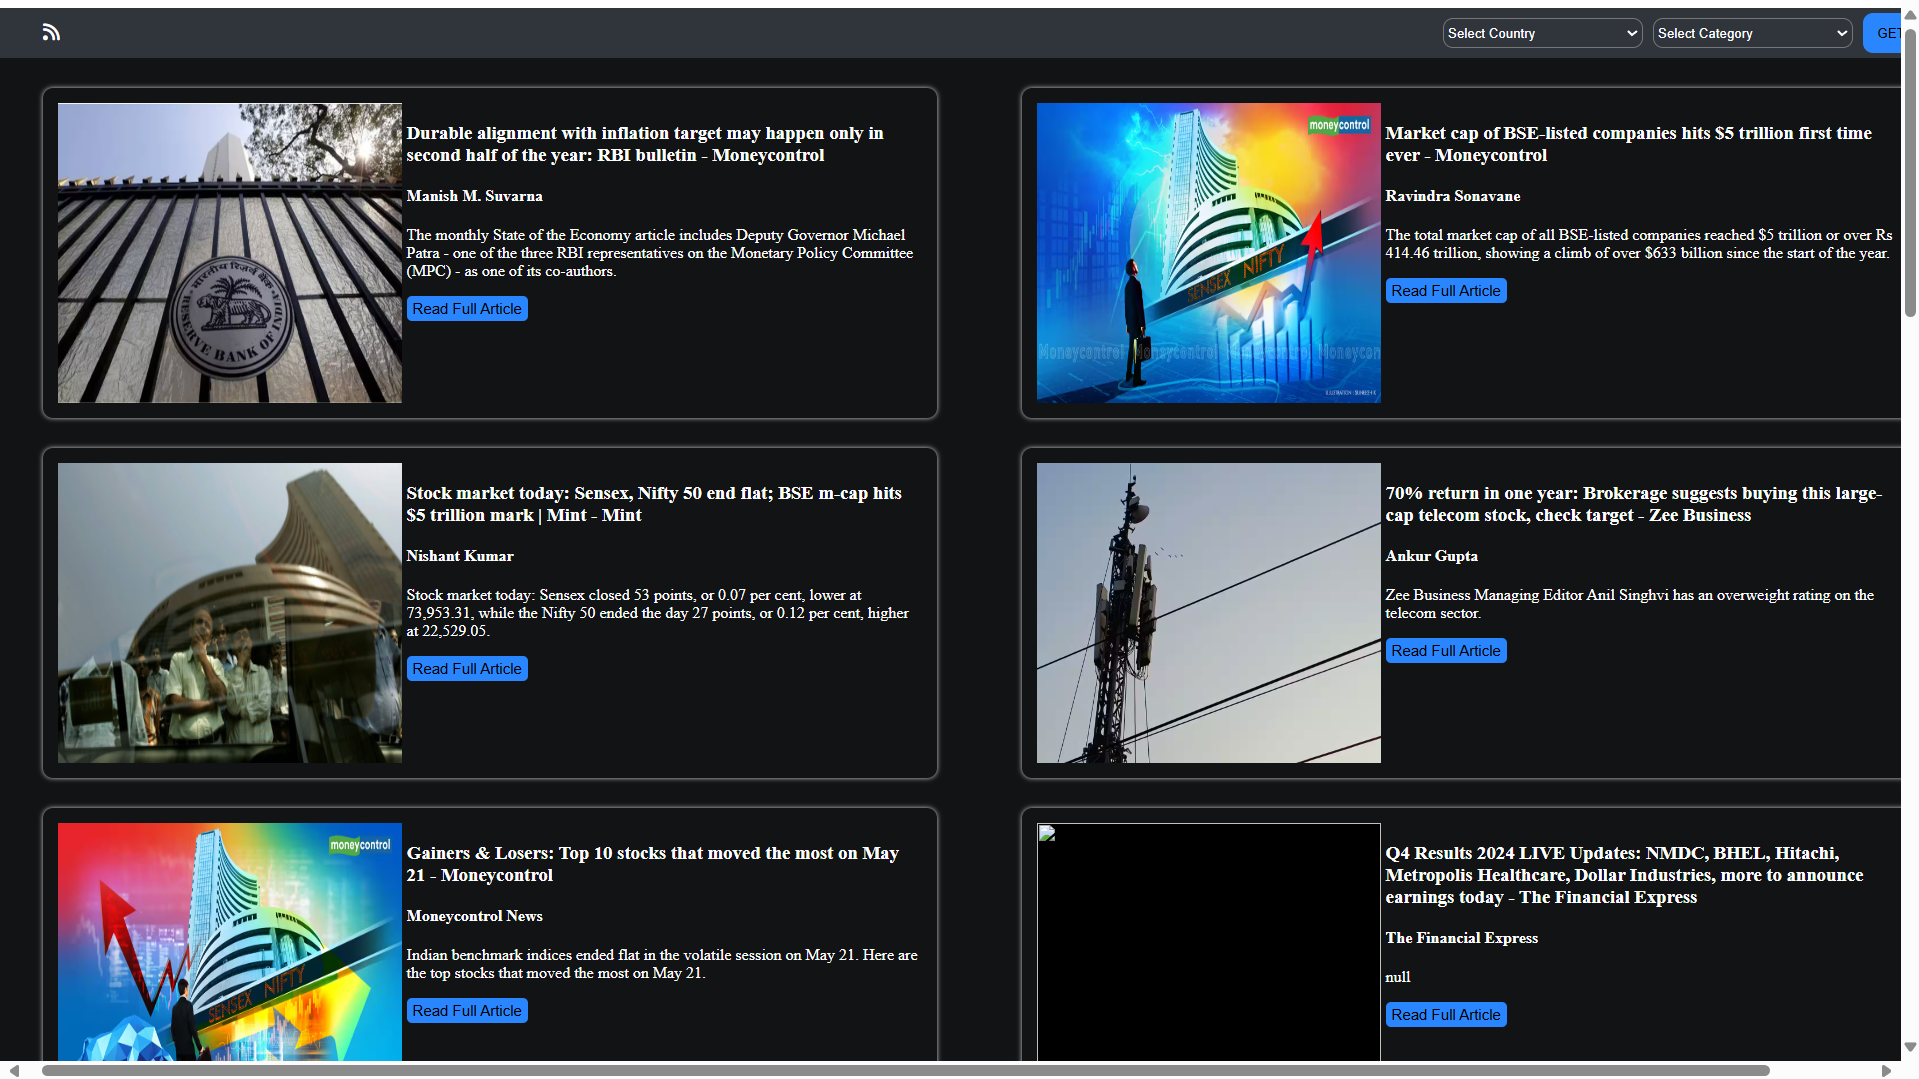 Select Country
Select Category
GET
Durable alignment with inflation target may happen only in
second half of the year: RBI bulletin - Moneycontrol
Manish M. Suvarna
The monthly State of the Economy article includes Deputy Governor Michael
Patra - one of the three RBI representatives on the Monetary Policy Committee
(MPC) - as one of its co-authors.
Read Full Article
RESERVE BANK OF INDIA
moneycontrol
SENSEX NIFTY
Moneycontrol Moneycontrol Moneycontrol Moneycon
Market cap of BSE-listed companies hits $5 trillion first time
ever - Moneycontrol
Ravindra Sonavane
The total market cap of all BSE-listed companies reached $5 trillion or over Rs
414.46 trillion, showing a climb of over $633 billion since the start of the year.
Read Full Article
Stock market today: Sensex, Nifty 50 end flat; BSE m-cap hits
$5 trillion mark | Mint - Mint
Nishant Kumar
Stock market today: Sensex closed 53 points, or 0.07 per cent, lower at
73,953.31, while the Nifty 50 ended the day 27 points, or 0.12 per cent, higher
at 22,529.05.
Read Full Article
70% return in one year: Brokerage suggests buying this large-
cap telecom stock, check target - Zee Business
Ankur Gupta
Zee Business Managing Editor Anil Singhvi has an overweight rating on the
telecom sector.
Read Full Article
moneycontrol
SENSEX NIFTY
Gainers & Losers: Top 10 stocks that moved the most on May
21 - Moneycontrol
Moneycontrol News
Indian benchmark indices ended flat in the volatile session on May 21. Here are
the top stocks that moved the most on May 21.
Read Full Article
Q4 Results 2024 LIVE Updates: NMDC, BHEL, Hitachi,
Metropolis Healthcare, Dollar Industries, more to announce
earnings today - The Financial Express
The Financial Express
null
Read Full Article